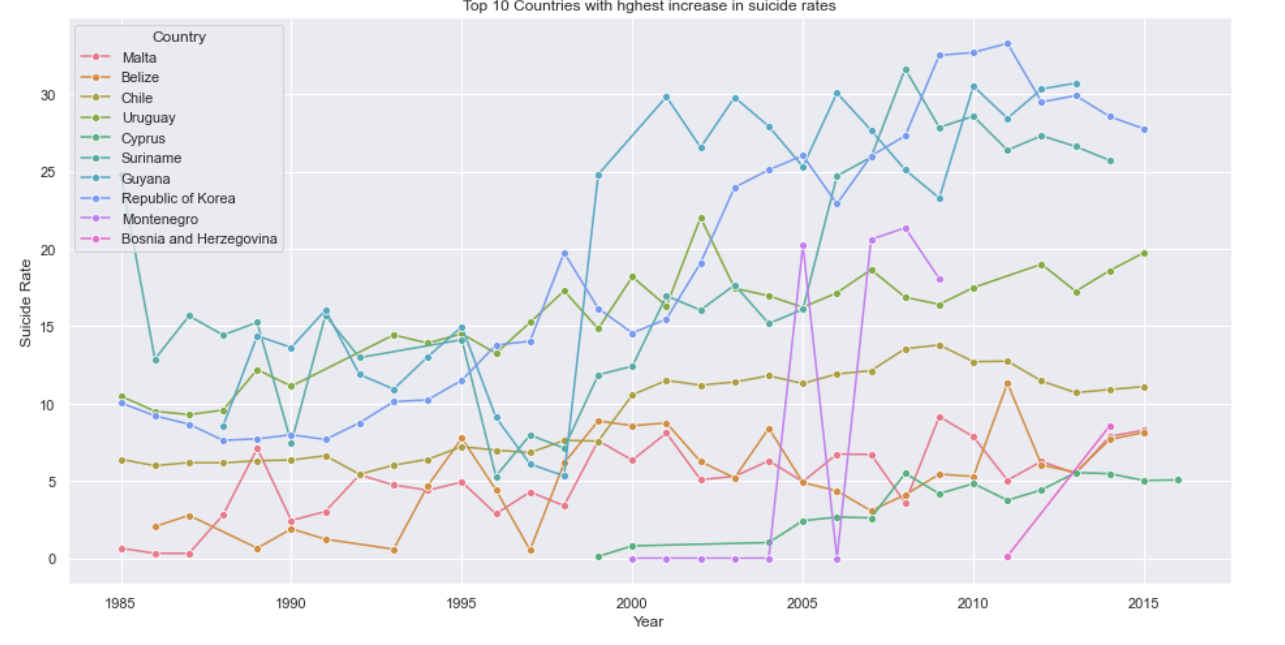 Top 10 Countries with hghest increase in suicide rates
Country
Malta
Belize
Chile
Uruguay
Cyprus
Suriname
Guyana
Republic of Korea
Montenegro
Bosnia and Herzegovina
Suicide Rate
30
25
20
15
10
5
0
1985 1990 1995 2000 2005 2010 2015
Year